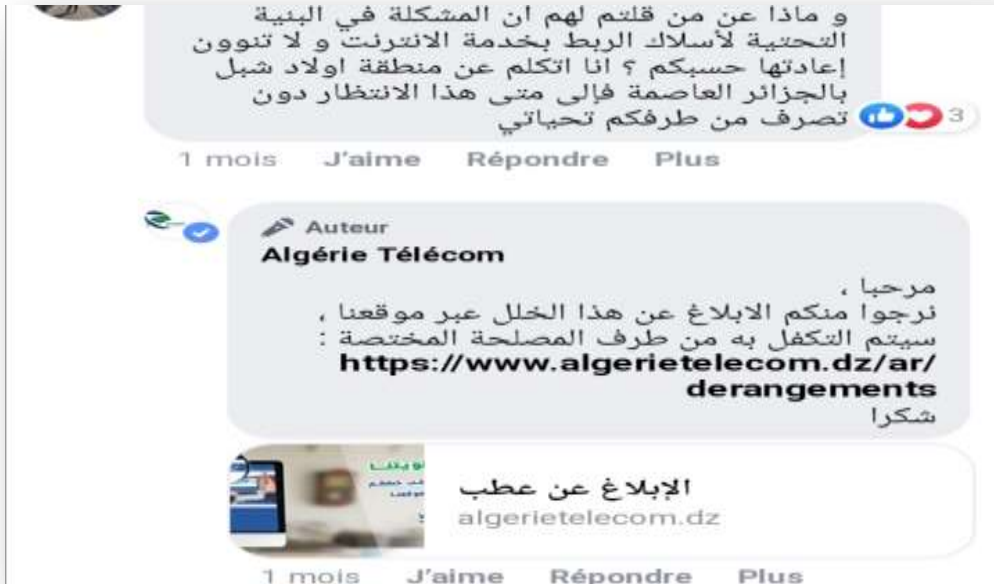 و ماذا عن من قلتم لهم ان المشكلة في البنية
التحتية لأسلاك الربط بخدمة الانترنت و لا تنوون
إعادتها حسبكم ؟ انا اتكلم عن منطقة اولاد شبل
بالجزائر العاصمة فإلى متى هذا الانتظار دون
تصرف من طرفكم تحياتي
3
1 mois J'aime Répondre Plus
Auteur
Algérie Télécom
مرحبا ،
نرجوا منكم الابلاغ عن هذا الخلل عبر موقعنا ،
سيتم التكفل به من طرف المصلحة المختصة :
https://www.algerietelecom.dz/ar/
derangements
شكرا
الإبلاغ عن عطب
algerietelecom.dz
1 mois J'aime Répondre Plus